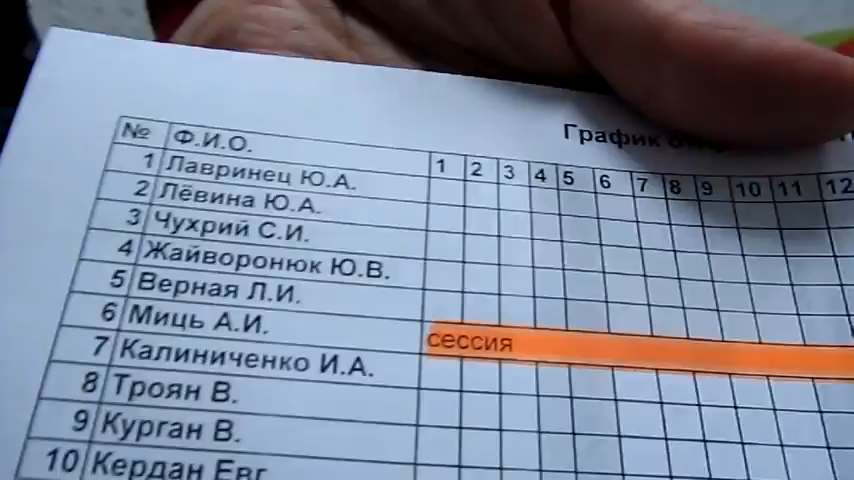 График
№ Ф.И.О. 1 2 3 4 5 6 7 8 9 10 11 12
1 Лавринец Ю.А.
2 Лёвина Ю.А.
3 Чухрий С.И.
4 Жайворонюк Ю.В.
5 Верная Л.И.
6 Миць А.И. сессия
7 Калиниченко И.А.
8 Троян В.
9 Курган В.
10 Кердан Евг